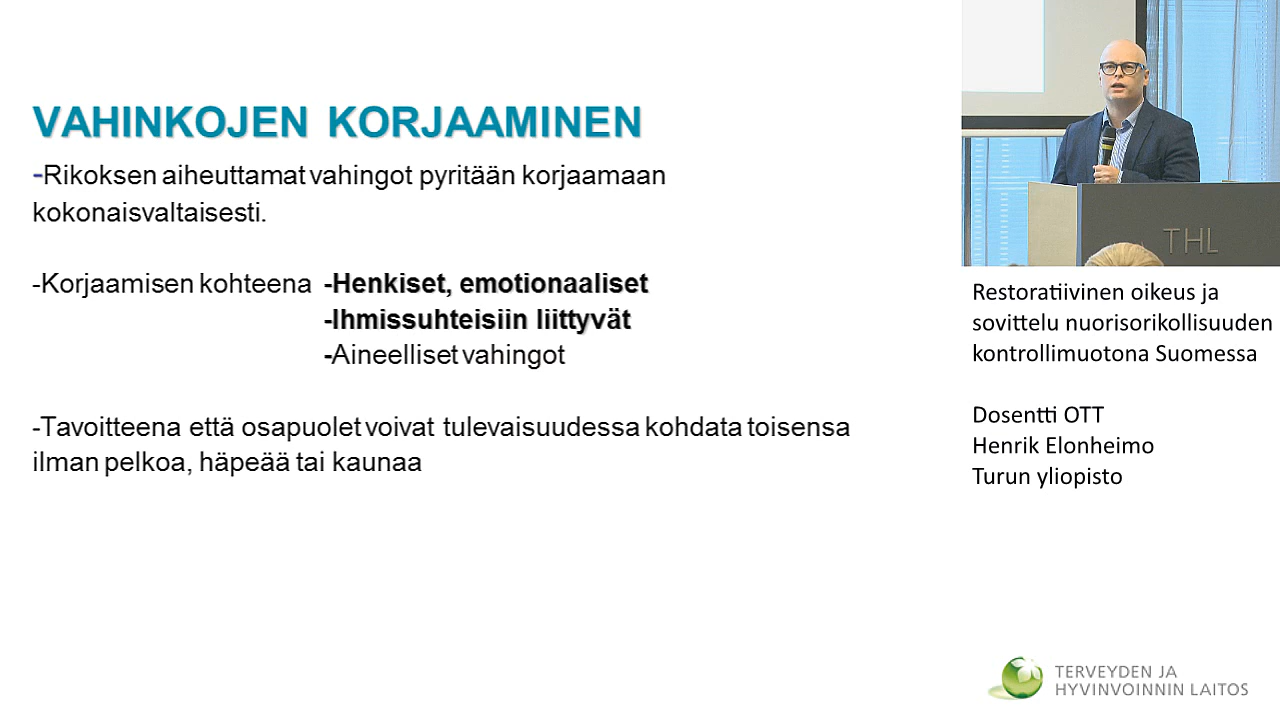 VAHINKOJEN KORJAAMINEN
-Rikoksen aiheuttamat vahingot pyritään korjaamaan
kokonaisvaltaisesti.
-Korjaamisen kohteena -Henkiset, emotionaaliset
-Ihmissuhteisiin liittyvät
-Aineelliset vahingot
-Tavoitteena että osapuolet voivat tulevaisuudessa kohdata toisensa
ilman pelkoa, häpeää tai kaunaa
THL
Restoratiivinen oikeus ja
sovittelu nuorisorikollisuuden
kontrollimuotona Suomessa
Dosentti OTT
Henrik Elonheimo
Turun yliopisto
TERVEYDEN JA
HYVINVOINNIN LAITOS